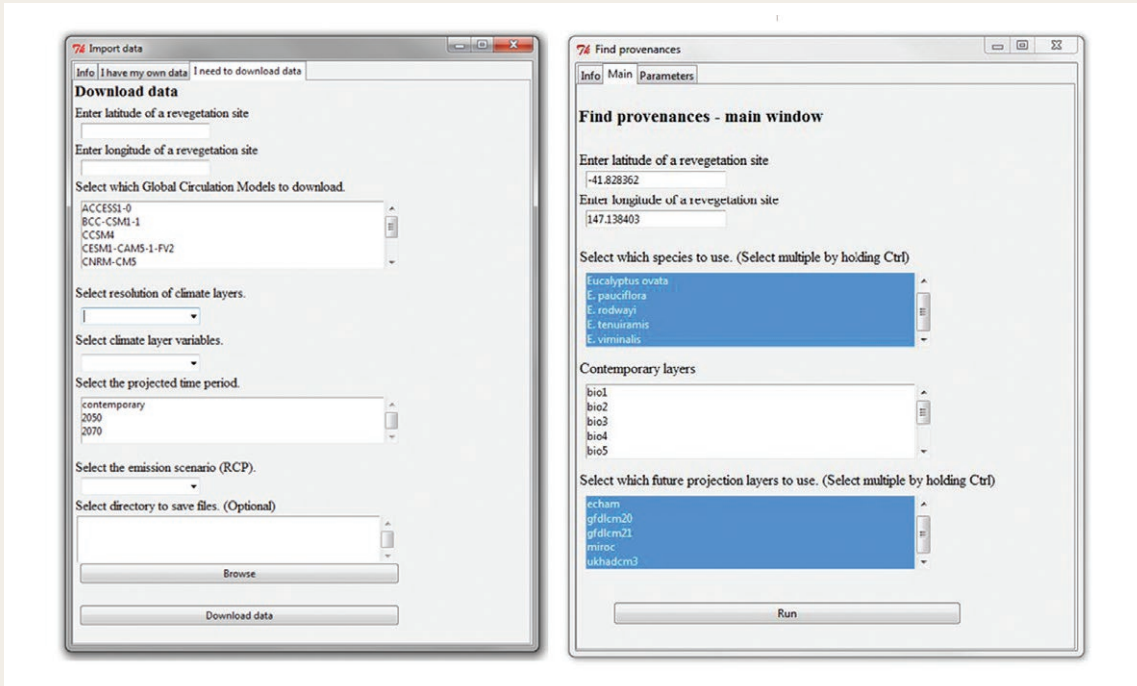 Import data
Info I have my own data I need to download data
Download data
Enter latitude of a revegetation site
Enter longitude of a revegetation site
Select which Global Circulation Models to download.
ACCESS1-0
BCC-CSM1-1
CCSM4
CESM1-CAM5-1-FV2
CNRM-CM5
Select resolution of climate layers.
Select climate layer variables.
Select the projected time period.
contemporary
2050
2070
Select the emission scenario (RCP).
Select directory to save files. (Optional)
Browse
Download data
Find provenances
Info Main Parameters
Find provenances - main window
Enter latitude of a revegetation site
-41.828362
Enter longitude of a revegetation site
147.138403
Select which species to use. (Select multiple by holding Ctrl)
Eucalyptus ovata
E. pauciflora
E. rodwayi
E. tenuiramis
E. viminalis
Contemporary layers
bio1
bio2
bio3
bio4
bio5
Select which future projection layers to use. (Select multiple by holding Ctrl)
echam
gfdlcm20
gfdlcm21
miroc
ukhadcm3
Run